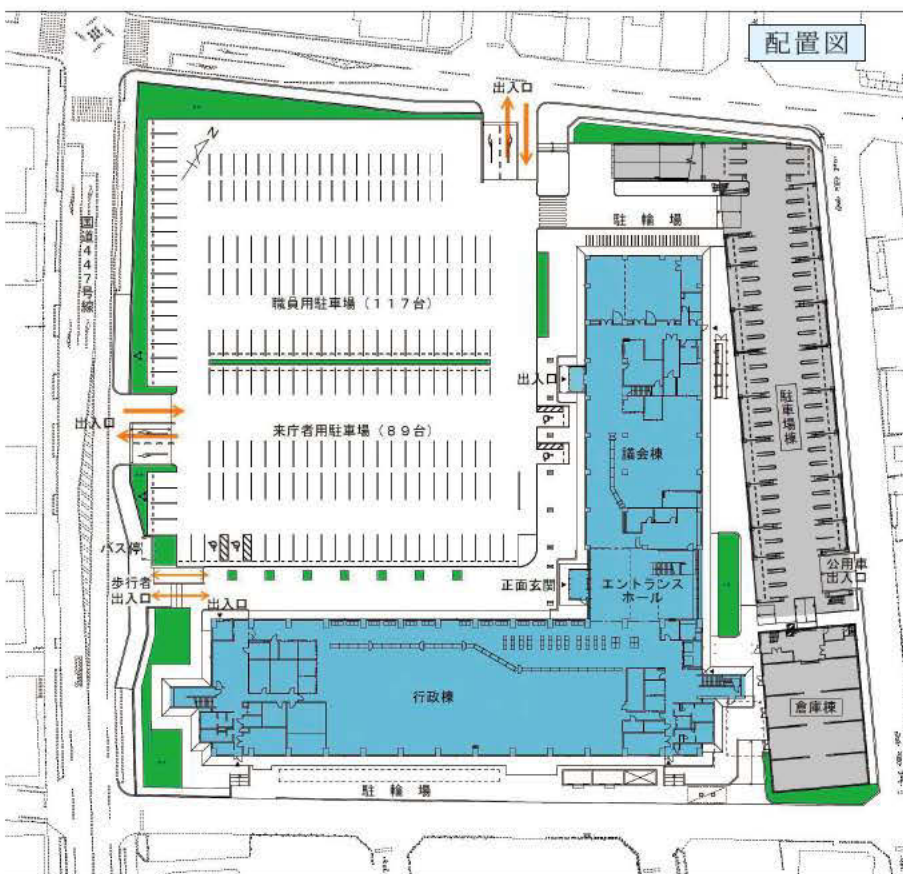 配置図
出入口
N
国道447号線
駐輪場
職員用駐車場（117台）
出入口
出入口
来庁者用駐車場（89台）
議会棟
駐車場棟
バス停
歩行者
出入口
出入口
正面玄関
エントランス
ホール
公用車
出入口
行政棟
倉庫棟
駐輪場